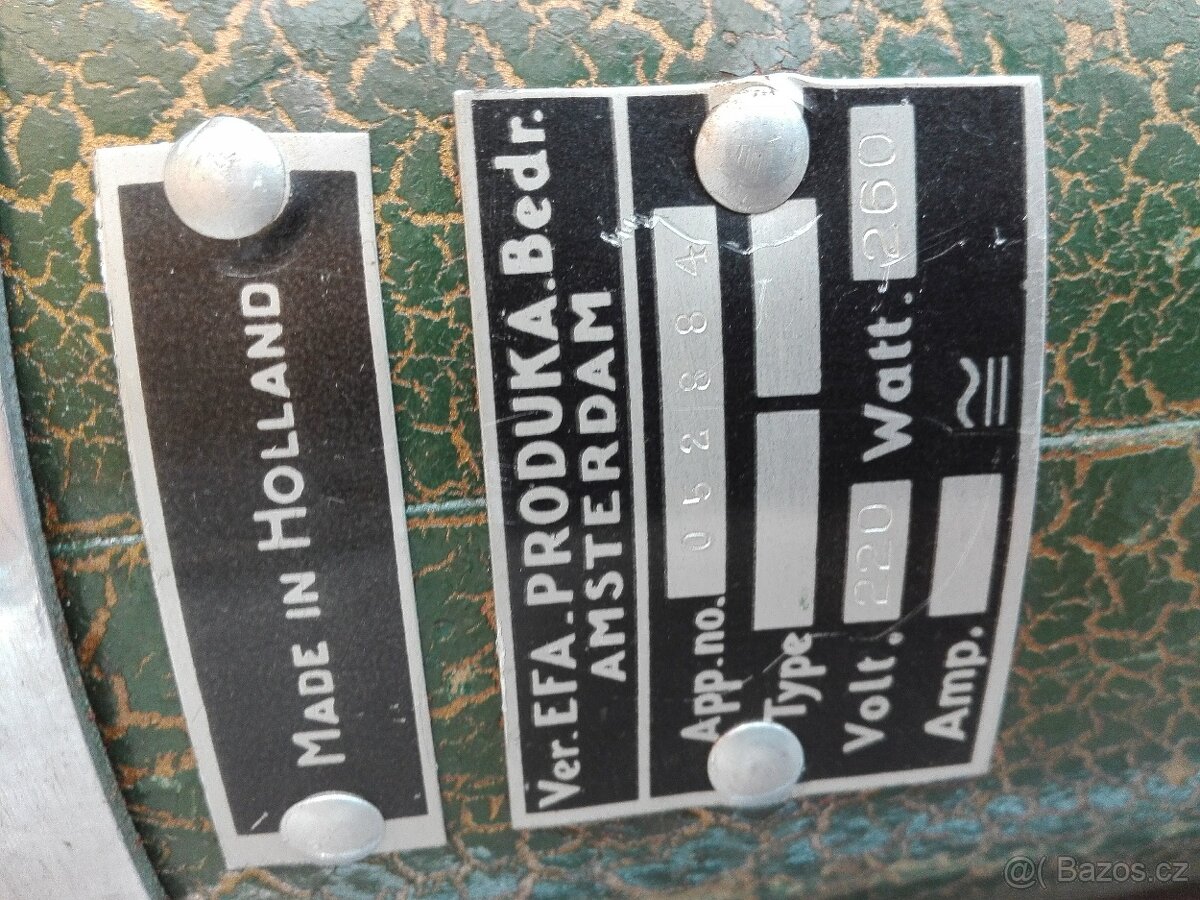 MADE IN HOLLAND
Ver. EFA-PRODUKA.Bedr.
AMSTERDAM
App.no. 052884
Type
Volt. 220 Watt. 260
Amp. ≂
@( Bazos.cz